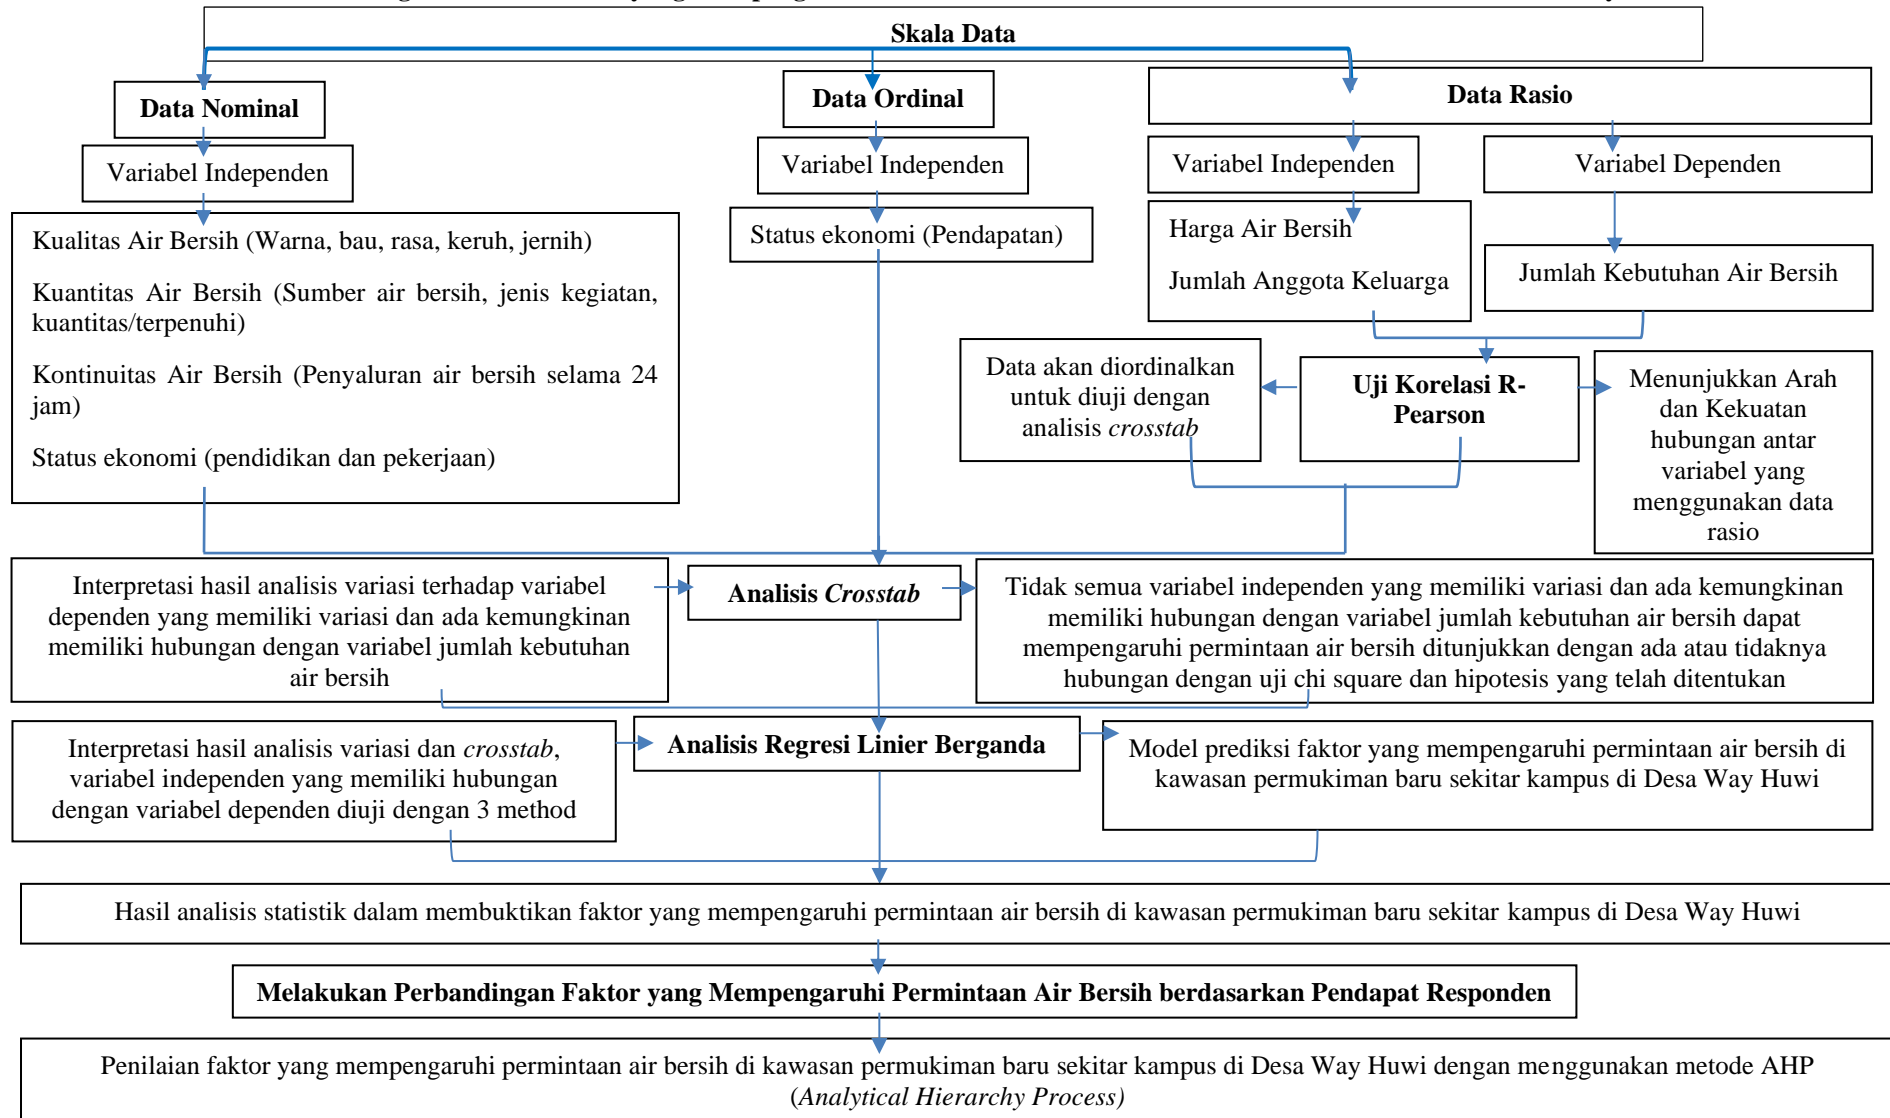 Skala Data
Data Nominal
Data Ordinal
Data Rasio
Variabel Independen
Variabel Independen
Variabel Independen
Variabel Dependen
Kualitas Air Bersih (Warna, bau, rasa, keruh, jernih)
Kuantitas Air Bersih (Sumber air bersih, jenis kegiatan,
kuantitas/terpenuhi)
Kontinuitas Air Bersih (Penyaluran air bersih selama 24
jam)
Status ekonomi (pendidikan dan pekerjaan)
Status ekonomi (Pendapatan)
Harga Air Bersih
Jumlah Anggota Keluarga
Jumlah Kebutuhan Air Bersih
Data akan diordinalkan
untuk diuji dengan
analisis crosstab
Uji Korelasi R-
Pearson
Menunjukkan Arah
dan Kekuatan
hubungan antar
variabel yang
menggunakan data
rasio
Interpretasi hasil analisis variasi terhadap variabel
dependen yang memiliki variasi dan ada kemungkinan
memiliki hubungan dengan variabel jumlah kebutuhan
air bersih
Analisis Crosstab
Tidak semua variabel independen yang memiliki variasi dan ada kemungkinan
memiliki hubungan dengan variabel jumlah kebutuhan air bersih dapat
mempengaruhi permintaan air bersih ditunjukkan dengan ada atau tidaknya
hubungan dengan uji chi square dan hipotesis yang telah ditentukan
Interpretasi hasil analisis variasi dan crosstab,
variabel independen yang memiliki hubungan
dengan variabel dependen diuji dengan 3 method
Analisis Regresi Linier Berganda
Model prediksi faktor yang mempengaruhi permintaan air bersih di
kawasan permukiman baru sekitar kampus di Desa Way Huwi
Hasil analisis statistik dalam membuktikan faktor yang mempengaruhi permintaan air bersih di kawasan permukiman baru sekitar kampus di Desa Way Huwi
Melakukan Perbandingan Faktor yang Mempengaruhi Permintaan Air Bersih berdasarkan Pendapat Responden
Penilaian faktor yang mempengaruhi permintaan air bersih di kawasan permukiman baru sekitar kampus di Desa Way Huwi dengan menggunakan metode AHP
(Analytical Hierarchy Process)